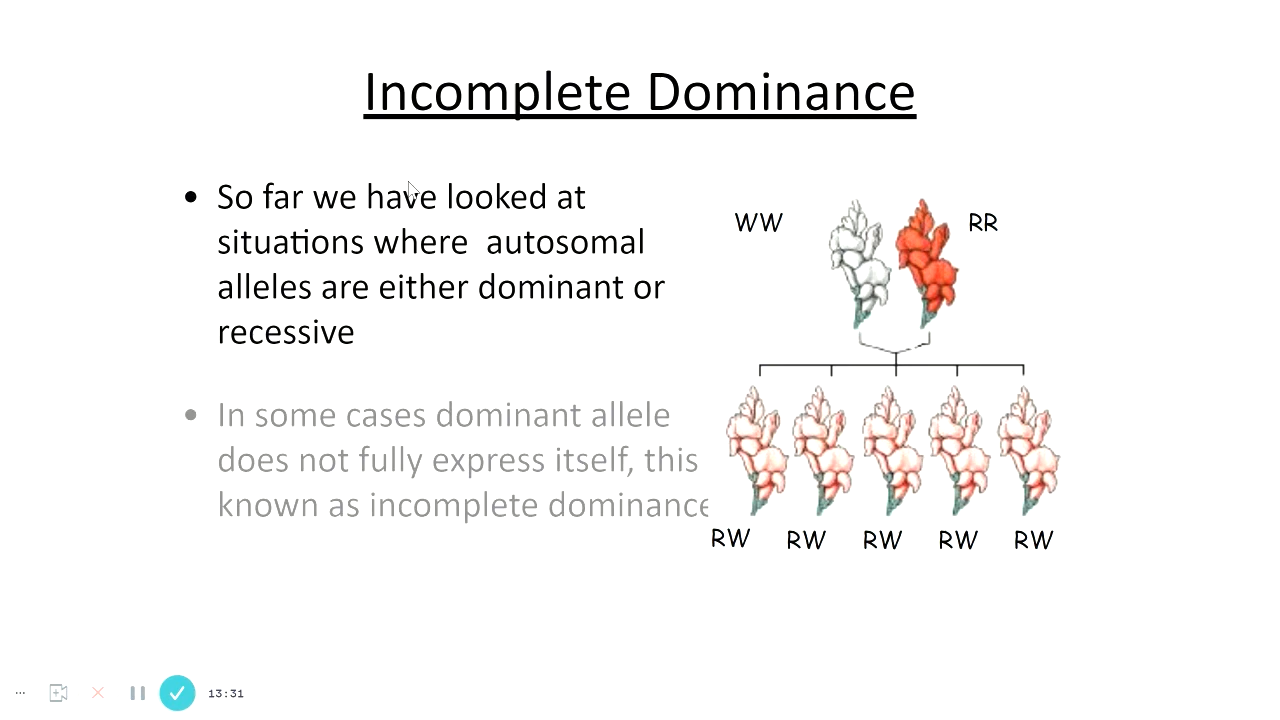 Incomplete Dominance
• So far we have looked at
situations where autosomal
alleles are either dominant or
recessive
• In some cases dominant allele
does not fully express itself, this
known as incomplete dominance
WW
RR
RW RW RW RW RW
13:31